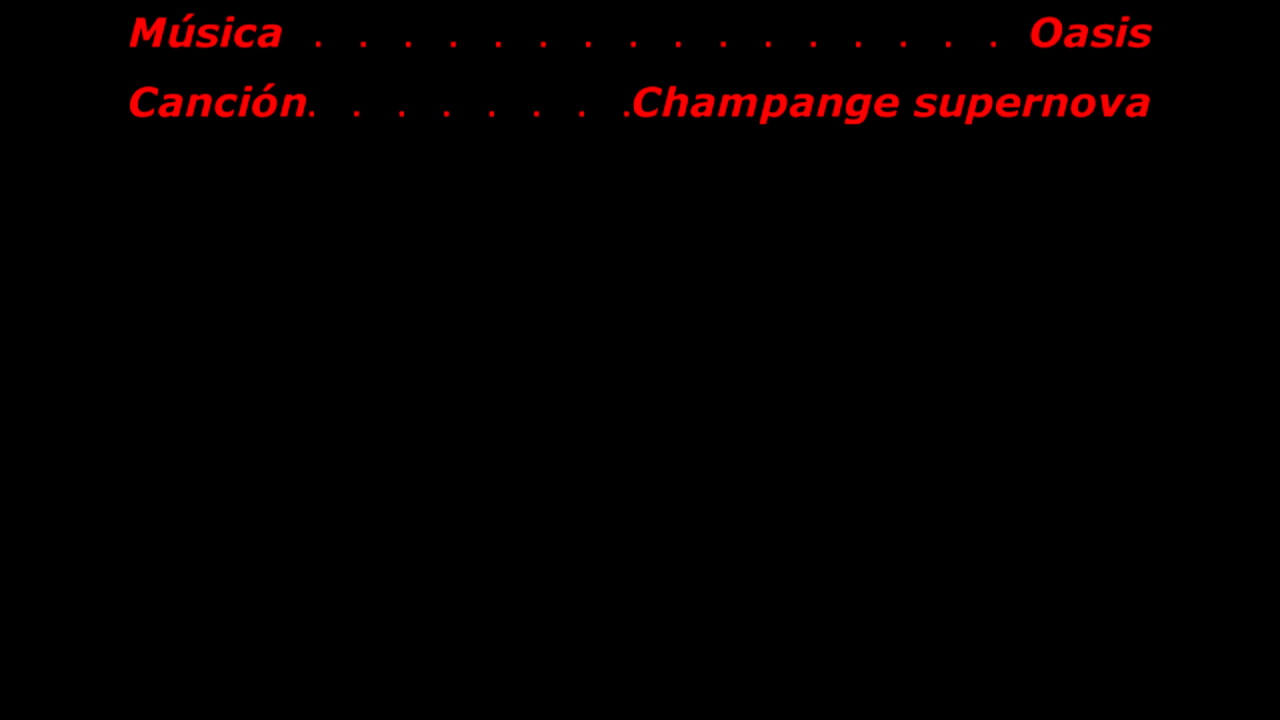 Música . . . . . . . . . . . . . . . . Oasis
Canción. . . . . . . .Champange supernova